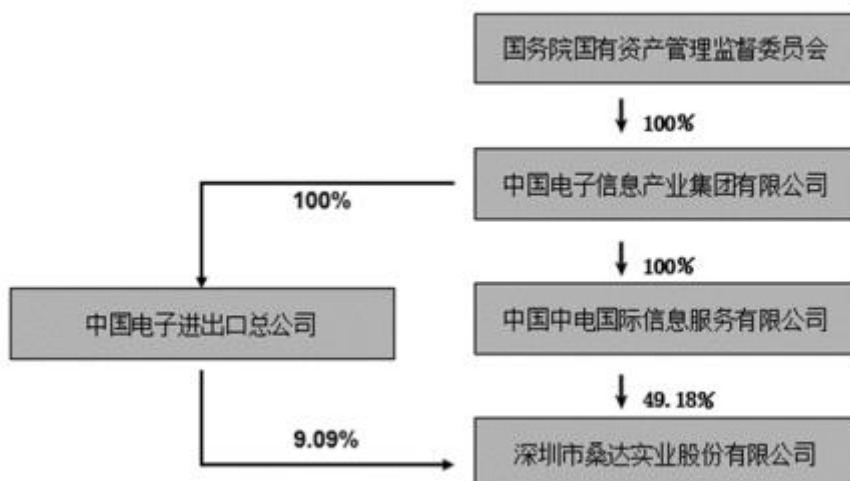 国务院国有资产管理监督委员会
100%
中国电子信息产业集团有限公司
100%
100%
中国电子进出口总公司
中国中电国际信息服务有限公司
49.18%
9.09%
深圳市桑达实业股份有限公司